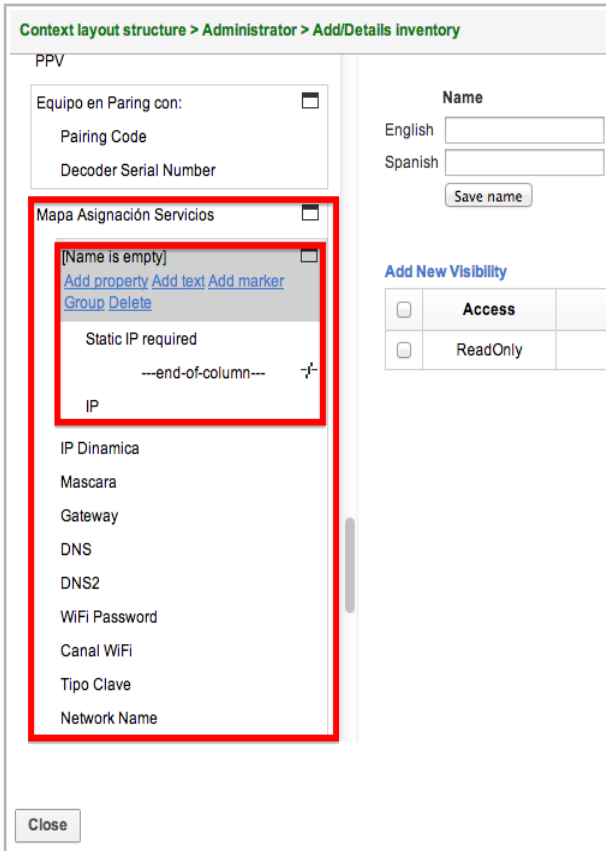 Context layout structure > Administrator > Add/Details inventory
PPV
Equipo en Paring con:
Pairing Code
Decoder Serial Number
Mapa Asignación Servicios
[Name is empty]
Add property Add text Add marker
Group Delete
Static IP required
---end-of-column---
IP
IP Dinamica
Mascara
Gateway
DNS
DNS2
WiFi Password
Canal WiFi
Tipo Clave
Network Name
Name
English
Spanish
Save name
Add New Visibility
Access
ReadOnly
Close